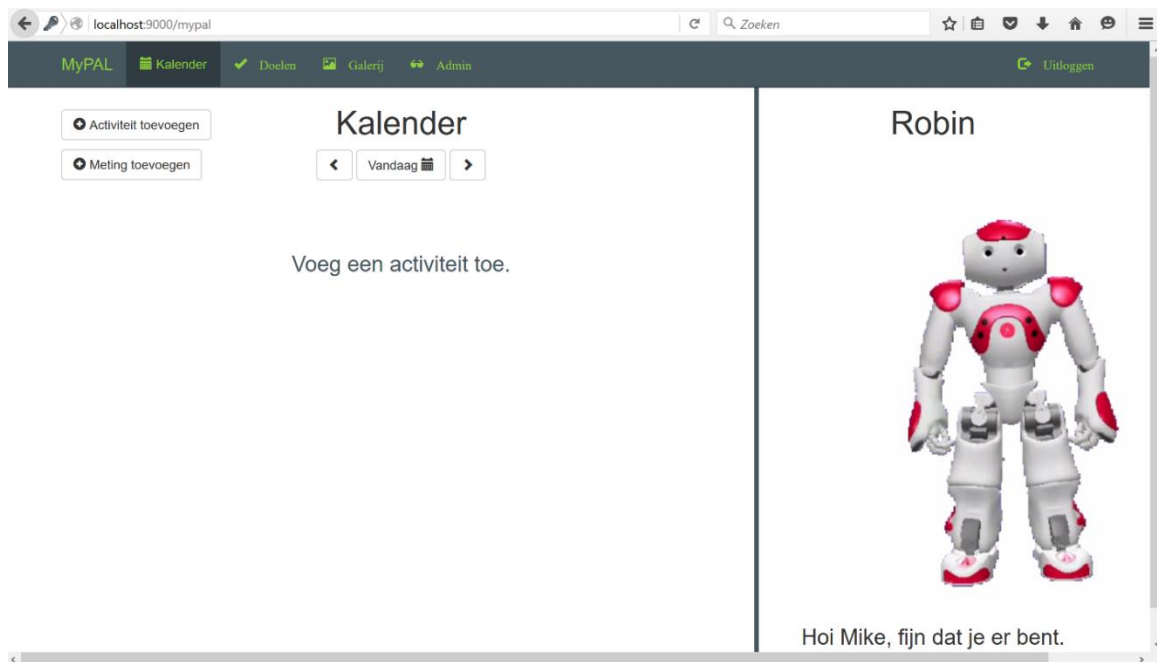 localhost:9000/mypal
Zoeken
MyPAL Kalender Doelen Galerij Admin Uitloggen
Activiteit toevoegen
Meting toevoegen
Kalender
Vandaag
Voeg een activiteit toe.
Robin
Hoi Mike, fijn dat je er bent.